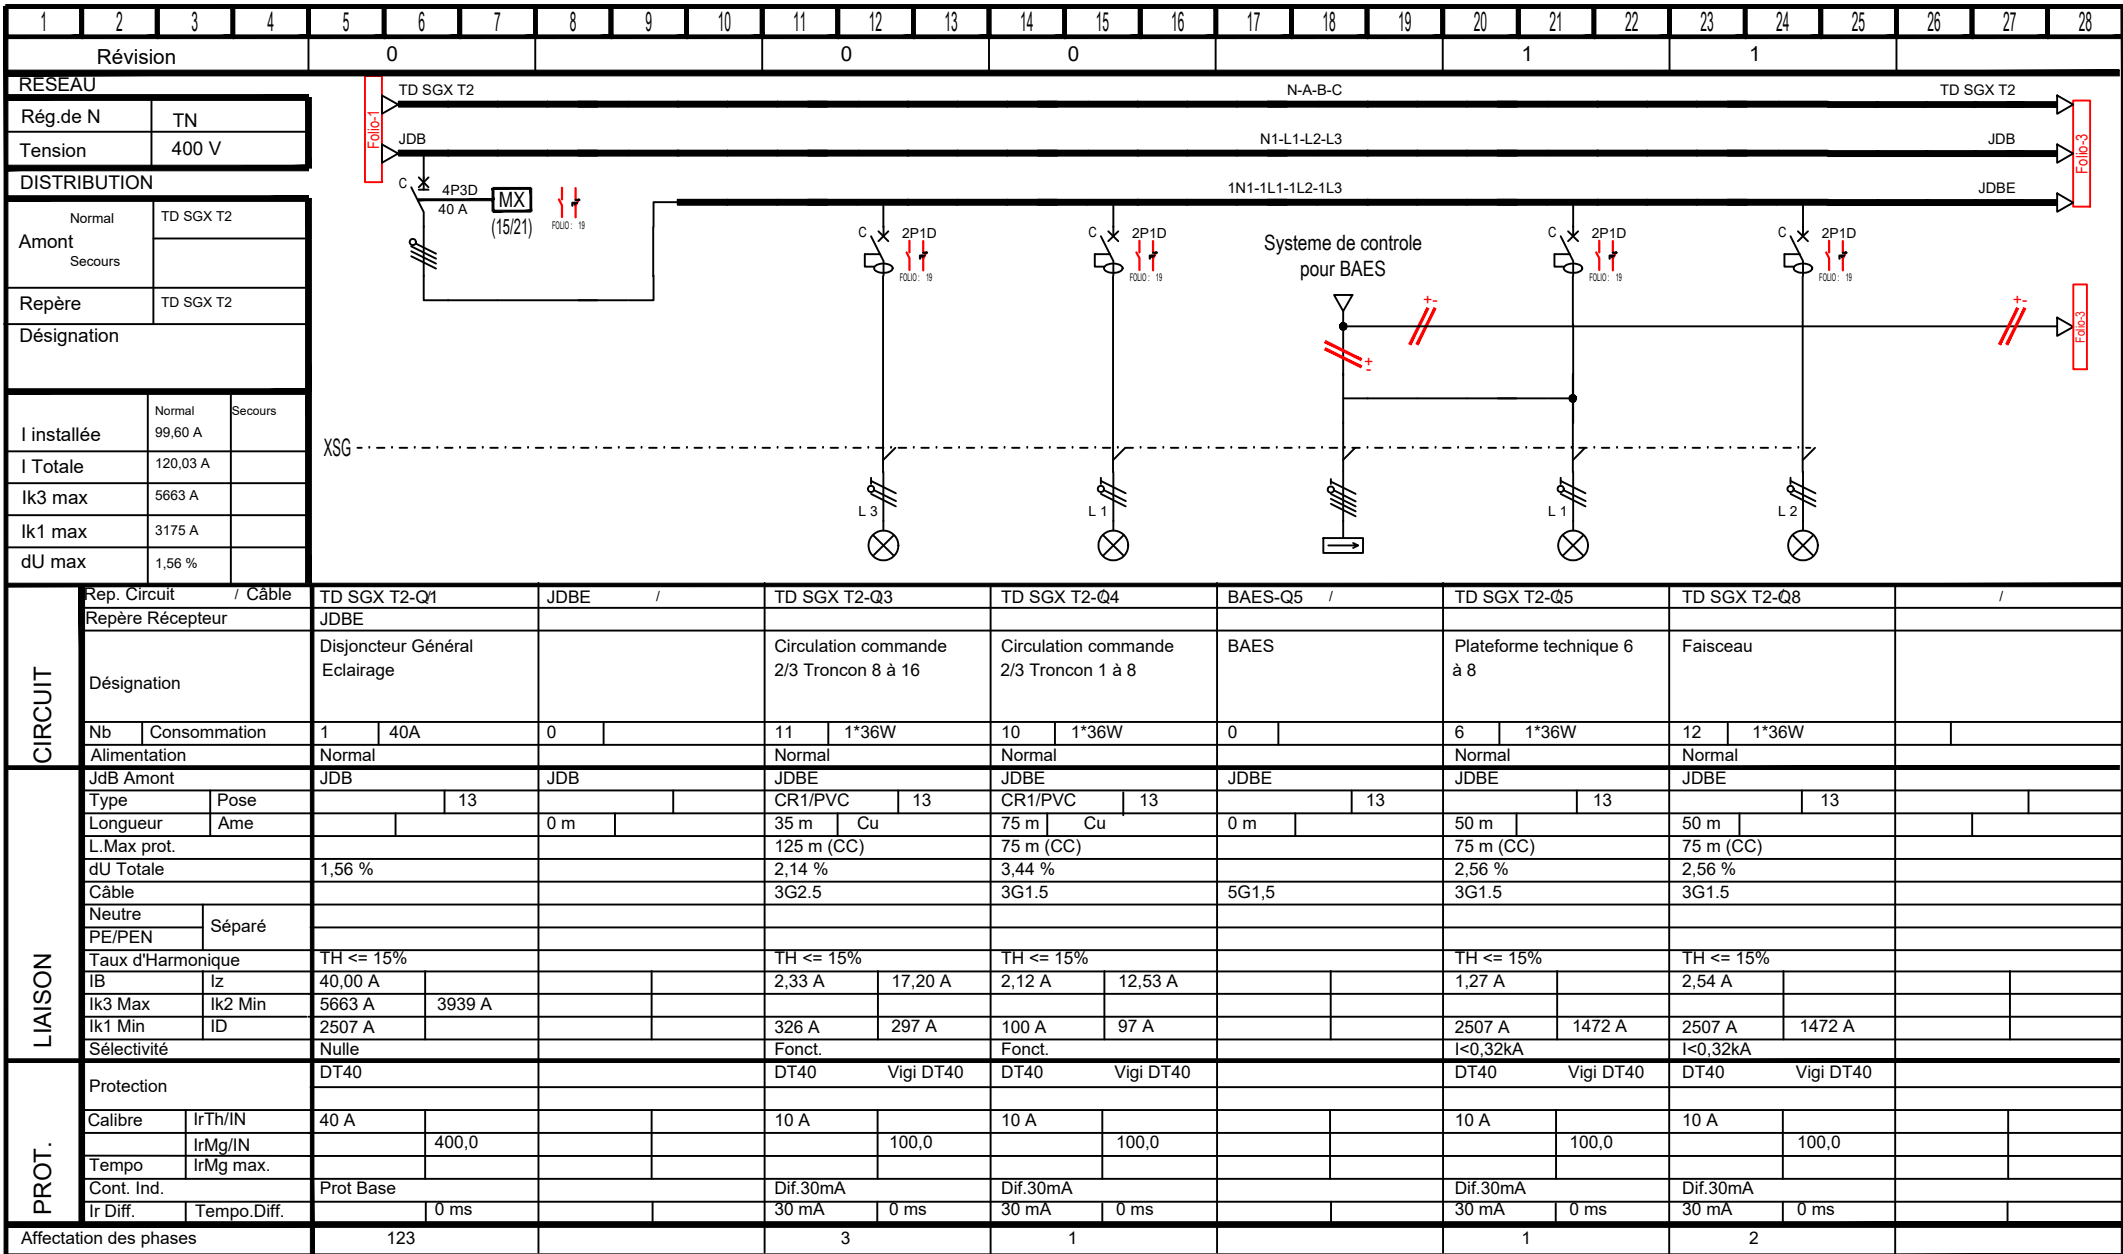 1 2 3 4 5 6 7 8 9 10 11 12 13 14 15 16 17 18 19 20 21 22 23 24 25 26 27 28
Révision 0 0 0 1 1
RESEAU
Rég.de N TN
Tension 400 V
DISTRIBUTION
Normal TD SGX T2
Amont
Secours
Repère TD SGX T2
Désignation
Normal Secours
I installée 99,60 A
I Totale 120,03 A
Ik3 max 5663 A
Ik1 max 3175 A
dU max 1,56 %
Folio-1
TD SGX T2 N-A-B-C TD SGX T2
JDB N1-L1-L2-L3 JDB
Folio-3
1N1-1L1-1L2-1L3 JDBE
C 4P3D
40 A
MX
(15/21)
FOLIO : 19
C 2P1D
FOLIO : 19
C 2P1D
FOLIO : 19
Systeme de controle
pour BAES
C 2P1D
FOLIO : 19
C 2P1D
FOLIO : 19
+-
+-
+
-
Folio-3
XSG
L 3 L 1 L 1 L 2
CIRCUIT
Rep. Circuit / Câble TD SGX T2-Q1 / JDBE / TD SGX T2-Q3 / TD SGX T2-Q4 / BAES-Q5 / TD SGX T2-Q5 / TD SGX T2-Q8 / /
Repère Récepteur JDBE
Désignation
Disjoncteur Général
Eclairage
Circulation commande
2/3 Troncon 8 à 16
Circulation commande
2/3 Troncon 1 à 8
BAES
Plateforme technique 6
à 8
Faisceau
Nb Consommation 1 40A 0 11 1*36W 10 1*36W 0 6 1*36W 12 1*36W
Alimentation Normal Normal Normal Normal Normal
LIAISON
JdB Amont JDB JDB JDBE JDBE JDBE JDBE JDBE
Type Pose 13 CR1/PVC 13 CR1/PVC 13 13 13 13
Longueur Ame 0 m 35 m Cu 75 m Cu 0 m 50 m 50 m
L.Max prot. 125 m (CC) 75 m (CC) 75 m (CC) 75 m (CC)
dU Totale 1,56 % 2,14 % 3,44 % 2,56 % 2,56 %
Câble 3G2.5 3G1.5 5G1,5 3G1.5 3G1.5
Neutre
Séparé
PE/PEN
Taux d'Harmonique TH <= 15% TH <= 15% TH <= 15% TH <= 15% TH <= 15%
IB Iz 40,00 A 2,33 A 17,20 A 2,12 A 12,53 A 1,27 A 2,54 A
Ik3 Max Ik2 Min 5663 A 3939 A
Ik1 Min ID 2507 A 326 A 297 A 100 A 97 A 2507 A 1472 A 2507 A 1472 A
Sélectivité Nulle Fonct. Fonct. I<0,32kA I<0,32kA
PROT.
Protection DT40 DT40 Vigi DT40 DT40 Vigi DT40 DT40 Vigi DT40 DT40 Vigi DT40
Calibre IrTh/IN 40 A 10 A 10 A 10 A 10 A
IrMg/IN 400,0 100,0 100,0 100,0 100,0
Tempo IrMg max.
Cont. Ind. Prot Base Dif.30mA Dif.30mA Dif.30mA Dif.30mA
Ir Diff. Tempo.Diff. 0 ms 30 mA 0 ms 30 mA 0 ms 30 mA 0 ms 30 mA 0 ms
Affectation des phases 123 3 1 1 2